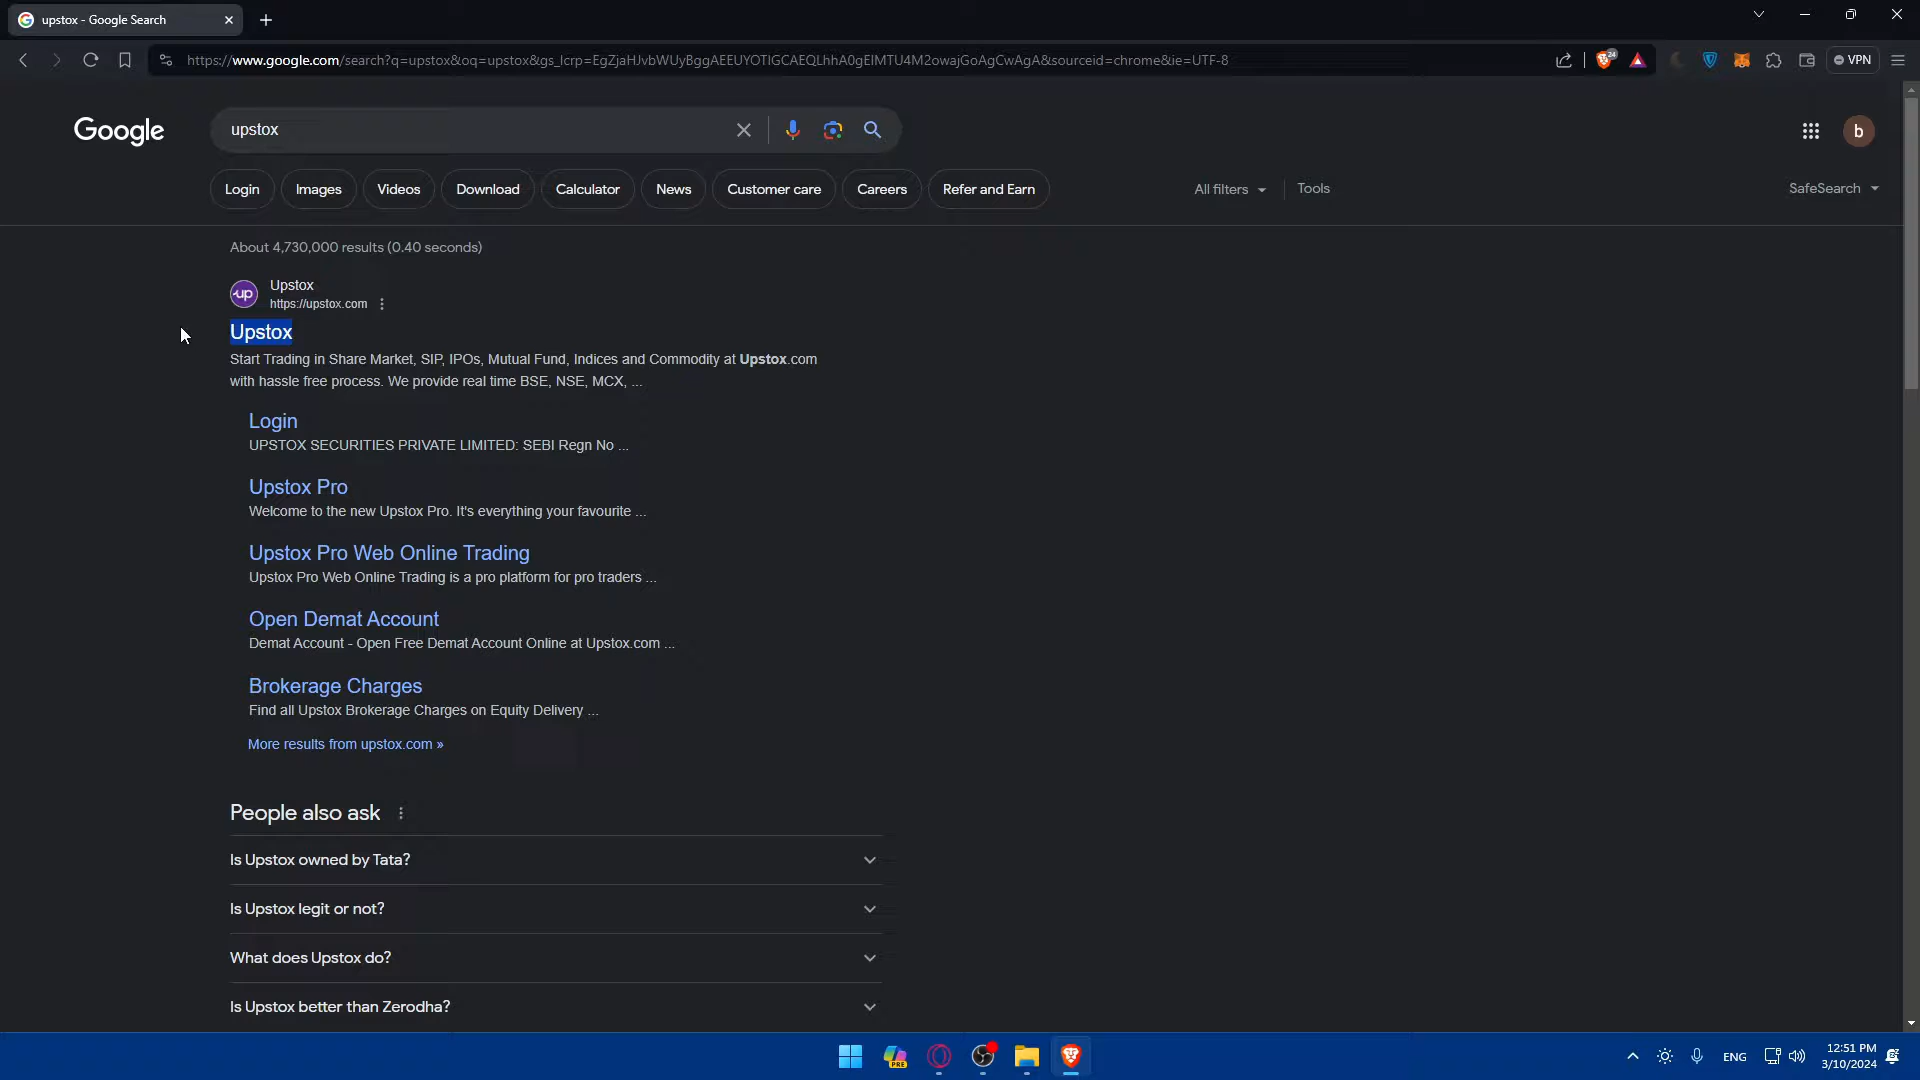 upstox - Google Search
https://www.google.com/search?q=upstox&oq=upstox&gs_lcrp=EgZjaHJvbWUyBggAEEUYOTIGCAEQLhhA0gEIMTU4M2owajGoAgCwAgA&sourceid=chrome&ie=UTF-8
24
VPN
Google
upstox
b
Login
Images
Videos
Download
Calculator
News
Customer care
Careers
Refer and Earn
All filters
Tools
SafeSearch
About 4,730,000 results (0.40 seconds)
up
Upstox
https://upstox.com
Upstox
Start Trading in Share Market, SIP, IPOs, Mutual Fund, Indices and Commodity at Upstox.com
with hassle free process. We provide real time BSE, NSE, MCX, ...
Login
UPSTOX SECURITIES PRIVATE LIMITED: SEBI Regn No ...
Upstox Pro
Welcome to the new Upstox Pro. It's everything your favourite ...
Upstox Pro Web Online Trading
Upstox Pro Web Online Trading is a pro platform for pro traders ...
Open Demat Account
Demat Account - Open Free Demat Account Online at Upstox.com ...
Brokerage Charges
Find all Upstox Brokerage Charges on Equity Delivery ...
More results from upstox.com »
People also ask
Is Upstox owned by Tata?
Is Upstox legit or not?
What does Upstox do?
Is Upstox better than Zerodha?
PRE
ENG
12:51 PM
3/10/2024